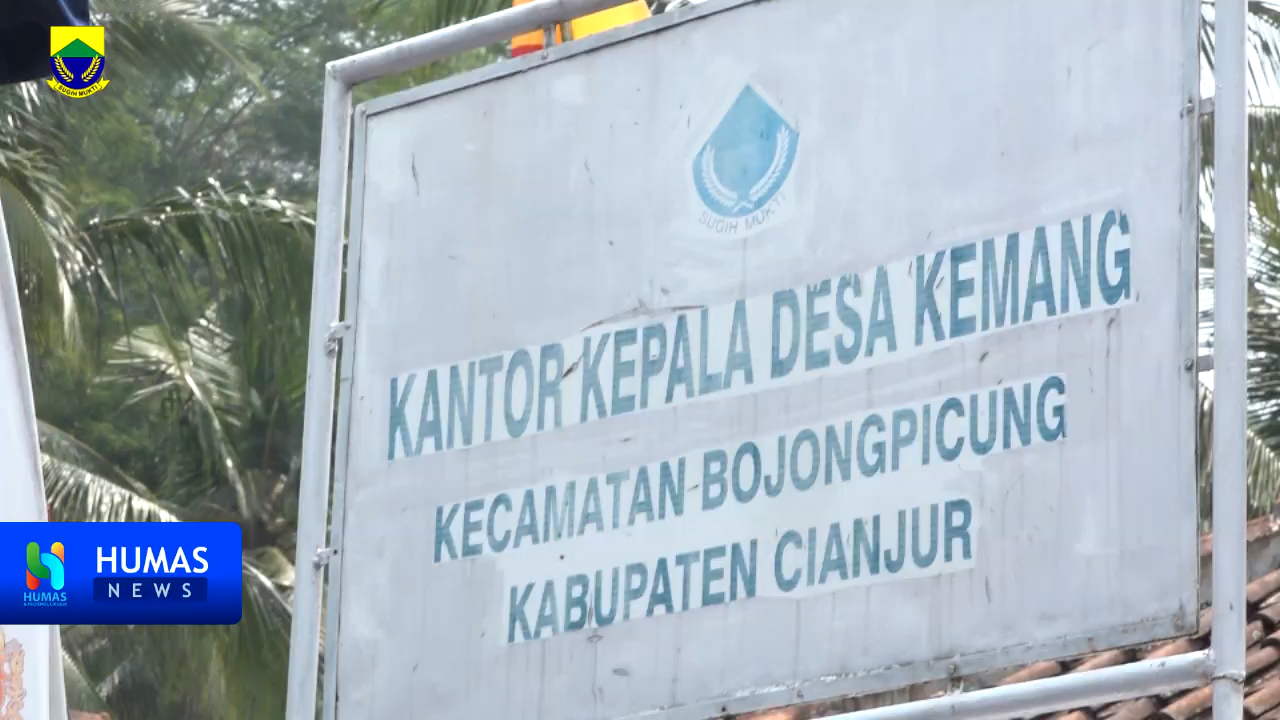 SUGIH MUKTI
SUGIH MUKTI
KANTOR KEPALA DESA KEMANG
KECAMATAN BOJONGPICUNG
KABUPATEN CIANJUR
HUMAS
HUMAS
NEWS